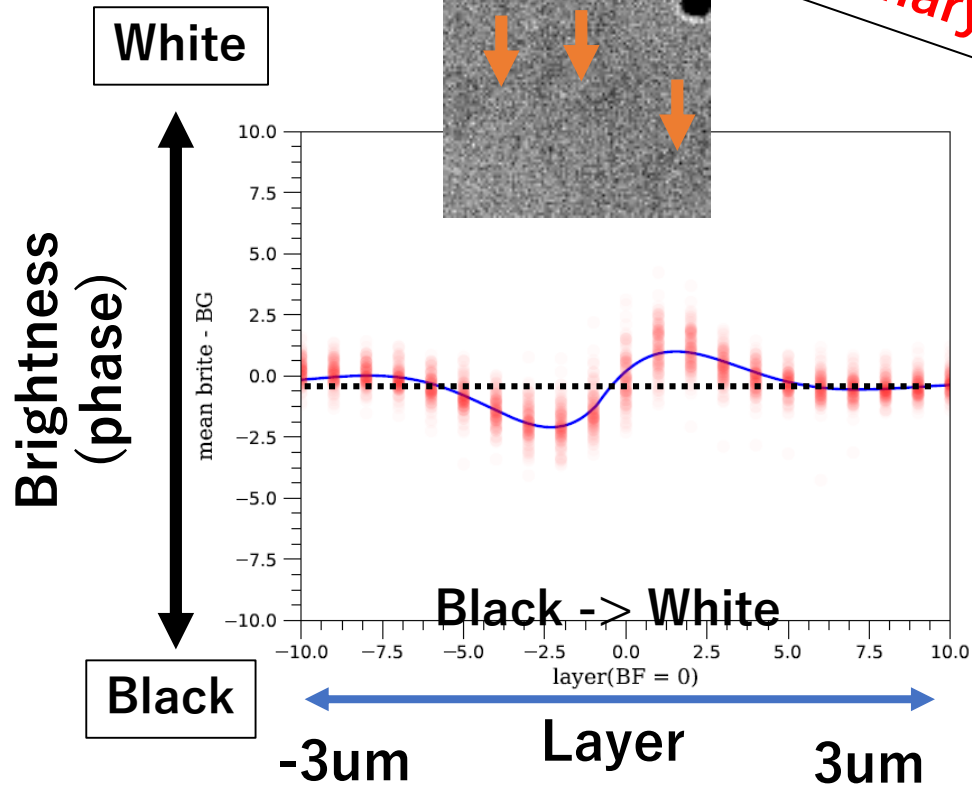 White
10.0
7.5
5.0
2.5
0.0
−2.5
−5.0
−7.5
−10.0
mean brite - BG
Brightness
(phase)
Black -> White
−10.0 −7.5 −5.0 −2.5 0.0 2.5 5.0 7.5 10.0
layer(BF = 0)
Black
Layer
-3um 3um